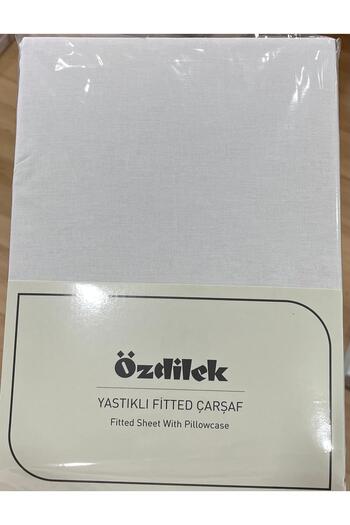 Özdilek
YASTIKLI FİTTED ÇARŞAF
Fitted Sheet With Pillowcase